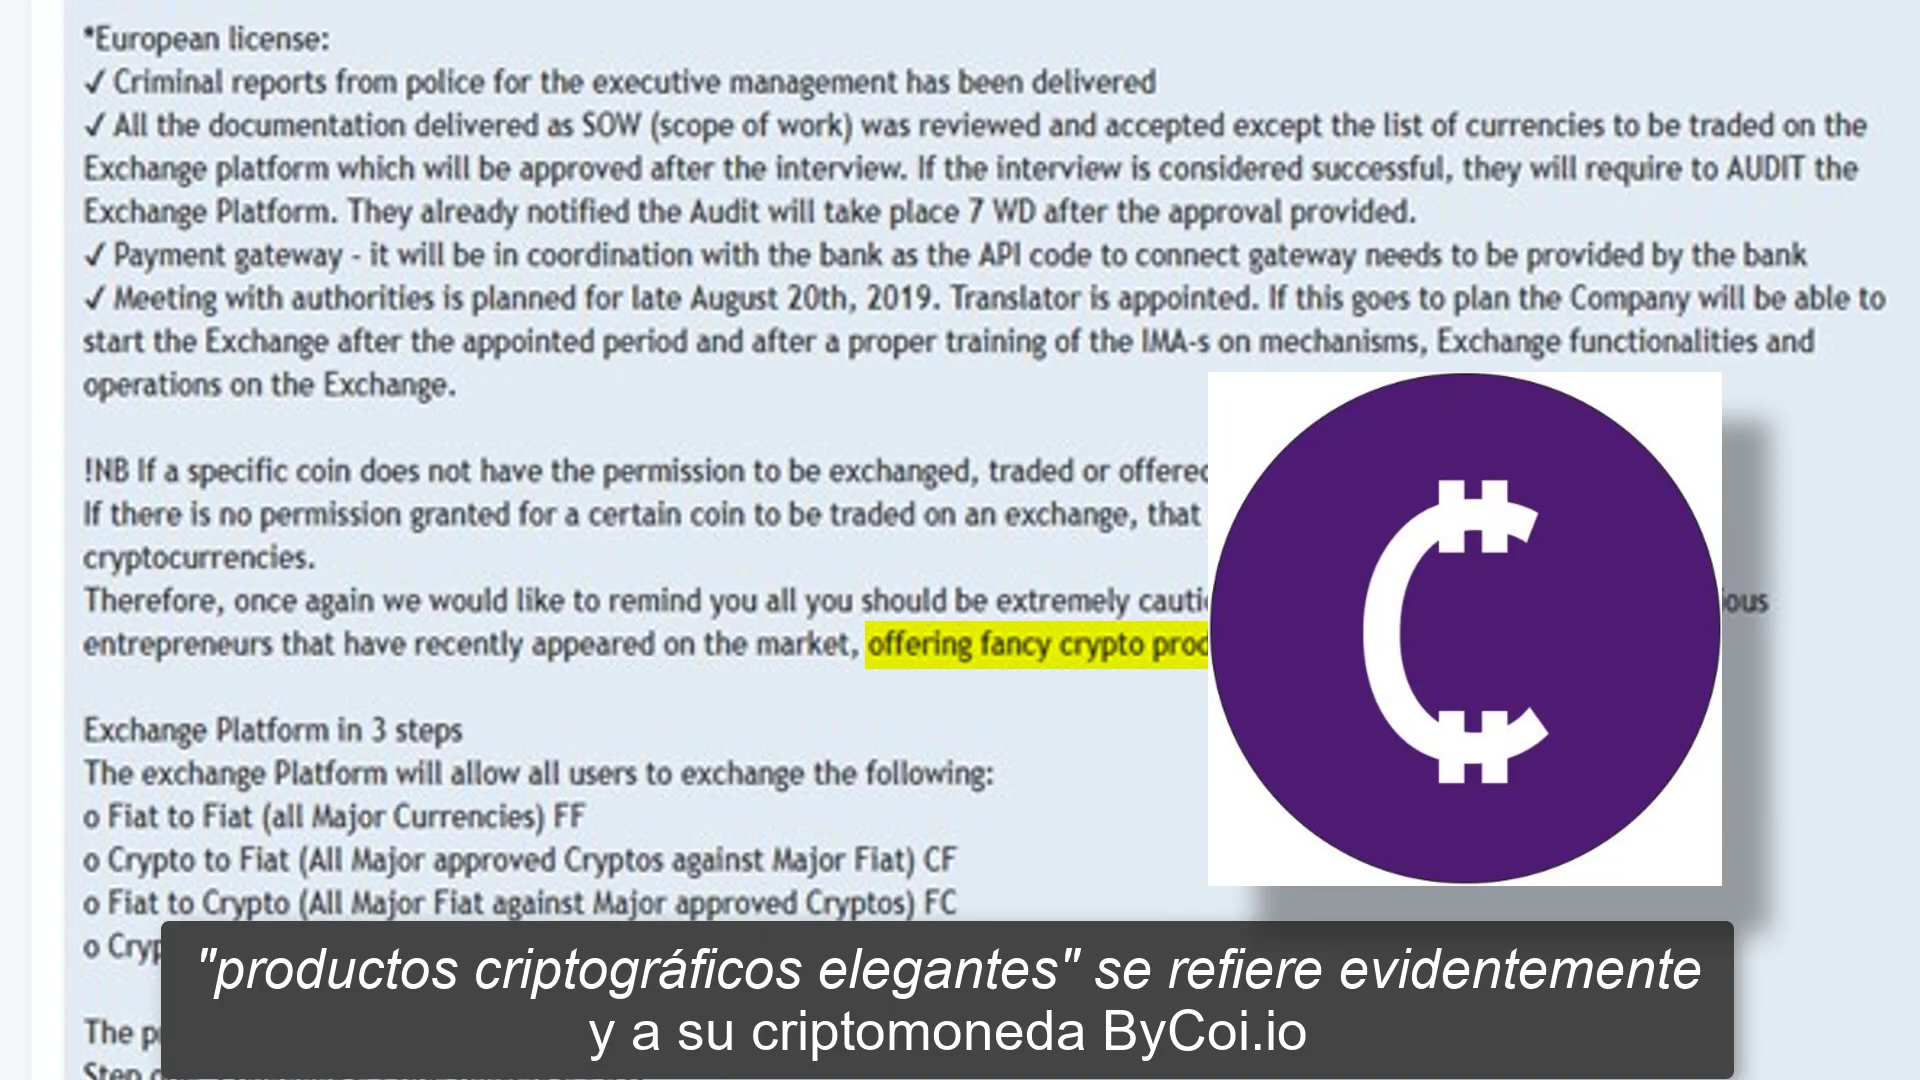 *European license:
✓ Criminal reports from police for the executive management has been delivered
✓ All the documentation delivered as SOW (scope of work) was reviewed and accepted except the list of currencies to be traded on the
Exchange platform which will be approved after the interview. If the interview is considered successful, they will require to AUDIT the
Exchange Platform. They already notified the Audit will take place 7 WD after the approval provided.
✓ Payment gateway - it will be in coordination with the bank as the API code to connect gateway needs to be provided by the bank
✓ Meeting with authorities is planned for late August 20th, 2019. Translator is appointed. If this goes to plan the Company will be able to
start the Exchange after the appointed period and after a proper training of the IMA-s on mechanisms, Exchange functionalities and
operations on the Exchange.
!NB If a specific coin does not have the permission to be exchanged, traded or offered
If there is no permission granted for a certain coin to be traded on an exchange, that
cryptocurrencies.
Therefore, once again we would like to remind you all you should be extremely
entrepreneurs that have recently appeared on the market, offering fancy crypto
Exchange Platform in 3 steps
The exchange Platform will allow all users to exchange the following:
o Fiat to Fiat (all Major Currencies) FF
o Crypto to Fiat (All Major approved Cryptos against Major Fiat) CF
o Fiat to Crypto (All Major Fiat against Major approved Cryptos) FC
o
"productos criptográficos elegantes" se refiere evidentemente
y a su criptomoneda ByCoi.io
The